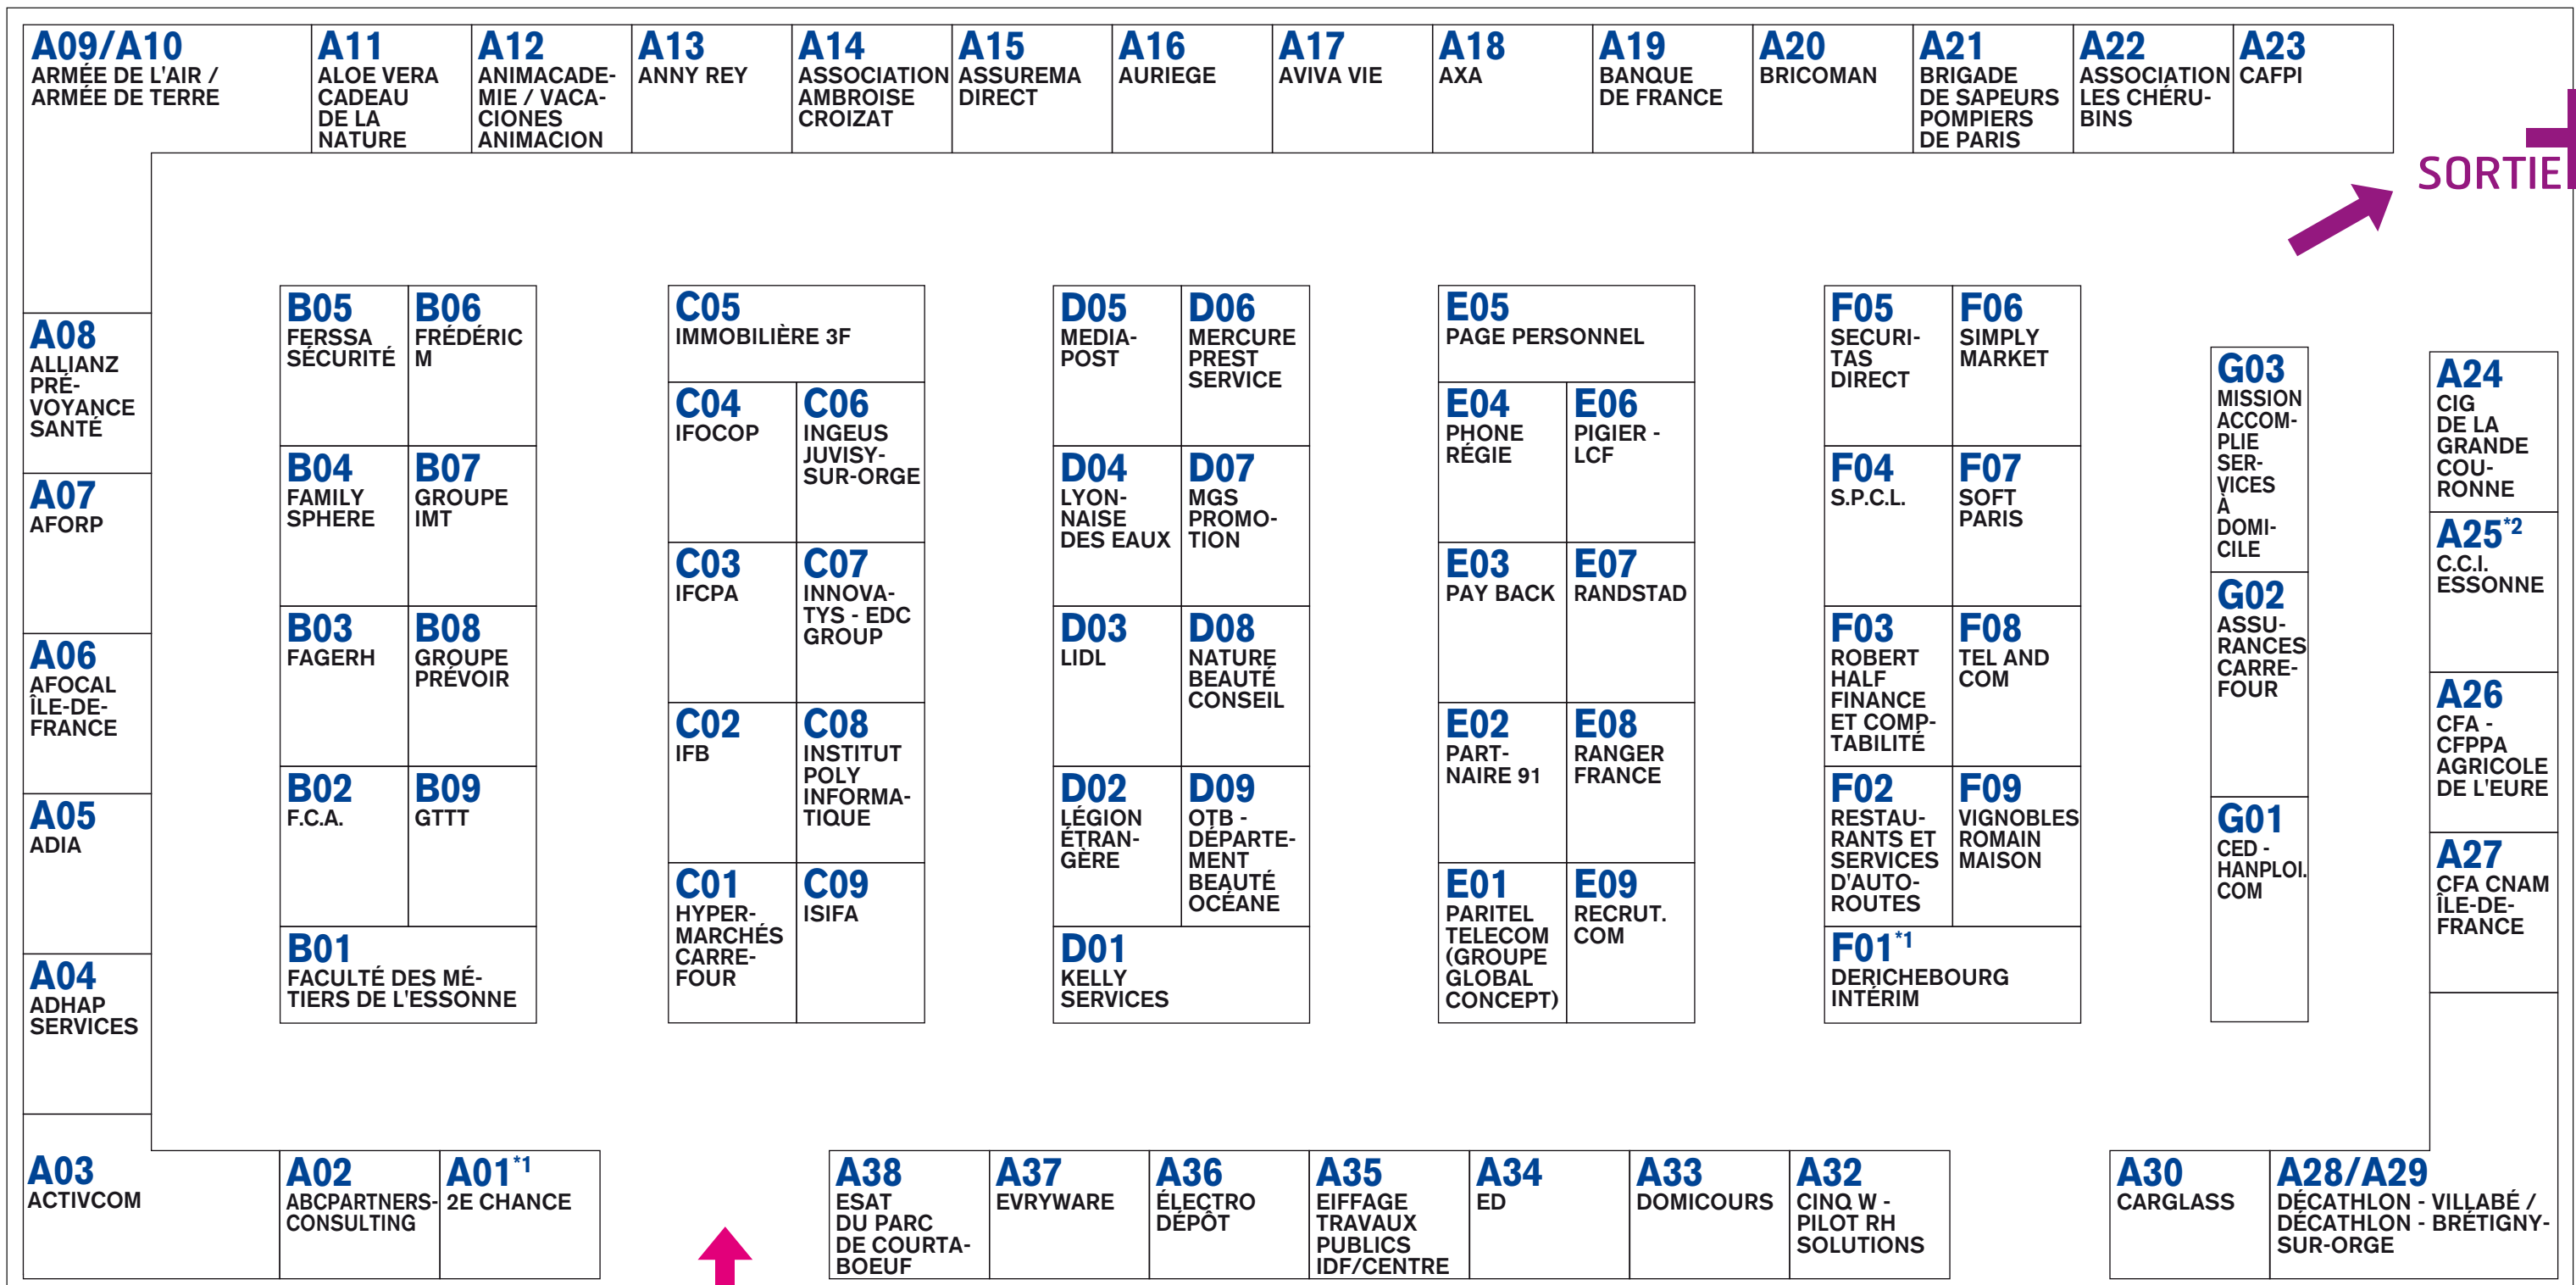 A09/A10
ARMÉE DE L'AIR /
ARMÉE DE TERRE
A11
ALOE VERA
CADEAU
DE LA
NATURE
A12
ANIMACADE-
MIE / VACA-
CIONES
ANIMACION
A13
ANNY REY
A14
ASSOCIATION
AMBROISE
CROIZAT
A15
ASSUREMA
DIRECT
A16
AURIEGE
A17
AVIVA VIE
A18
AXA
A19
BANQUE
DE FRANCE
A20
BRICOMAN
A21
BRIGADE
DE SAPEURS
POMPIERS
DE PARIS
A22
ASSOCIATION
LES CHÉRU-
BINS
A23
CAFPI
SORTIE
A08
ALLIANZ
PRÉ-
VOYANCE
SANTÉ
A07
AFORP
A06
AFOCAL
ÎLE-DE-
FRANCE
A05
ADIA
A04
ADHAP
SERVICES
A03
ACTIVCOM
B05
FERSSA
SÉCURITÉ
B06
FRÉDÉRIC
M
B04
FAMILY
SPHERE
B07
GROUPE
IMT
B03
FAGERH
B08
GROUPE
PRÉVOIR
B02
F.C.A.
B09
GTTT
B01
FACULTÉ DES MÉ-
TIERS DE L'ESSONNE
C05
IMMOBILIÈRE 3F
C04
IFOCOP
C06
INGEUS
JUVISY-
SUR-ORGE
C03
IFCPA
C07
INNOVA-
TYS - EDC
GROUP
C02
IFB
C08
INSTITUT
POLY
INFORMA-
TIQUE
C01
HYPER-
MARCHÉS
CARRE-
FOUR
C09
ISIFA
D05
MEDIA-
POST
D06
MERCURE
PREST
SERVICE
D04
LYON-
NAISE
DES EAUX
D07
MGS
PROMO-
TION
D03
LIDL
D08
NATURE
BEAUTÉ
CONSEIL
D02
LÉGION
ÉTRAN-
GÈRE
D09
OTB -
DÉPARTE-
MENT
BEAUTÉ
OCÉANE
D01
KELLY
SERVICES
E05
PAGE PERSONNEL
E04
PHONE
RÉGIE
E06
PIGIER -
LCF
E03
PAY BACK
E07
RANDSTAD
E02
PART-
NAIRE 91
E08
RANGER
FRANCE
E01
PARITEL
TELECOM
(GROUPE
GLOBAL
CONCEPT)
E09
RECRUT.
COM
F05
SECURI-
TAS
DIRECT
F06
SIMPLY
MARKET
F04
S.P.C.L.
F07
SOFT
PARIS
F03
ROBERT
HALF
FINANCE
ET COMP-
TABILITÉ
F08
TEL AND
COM
F02
RESTAU-
RANTS ET
SERVICES
D'AUTO-
ROUTES
F09
VIGNOBLES
ROMAIN
MAISON
F01*1
DERICHEBOURG
INTÉRIM
G03
MISSION
ACCOM-
PLIE
SER-
VICES
À
DOMI-
CILE
G02
ASSU-
RANCES
CARRE-
FOUR
G01
CED -
HANPLOI.
COM
A24
CIG
DE LA
GRANDE
COU-
RONNE
A25*2
C.C.I.
ESSONNE
A26
CFA -
CFPPA
AGRICOLE
DE L'EURE
A27
CFA CNAM
ÎLE-DE-
FRANCE
A02
ABCPARTNERS-
CONSULTING
A01*1
2E CHANCE
A38
ESAT
DU PARC
DE COURTA-
BOEUF
A37
EVRYWARE
A36
ÉLECTRO
DÉPÔT
A35
EIFFAGE
TRAVAUX
PUBLICS
IDF/CENTRE
A34
ED
A33
DOMICOURS
A32
CINQ W -
PILOT RH
SOLUTIONS
A30
CARGLASS
A28/A29
DÉCATHLON - VILLABÉ /
DÉCATHLON - BRÉTIGNY-
SUR-ORGE